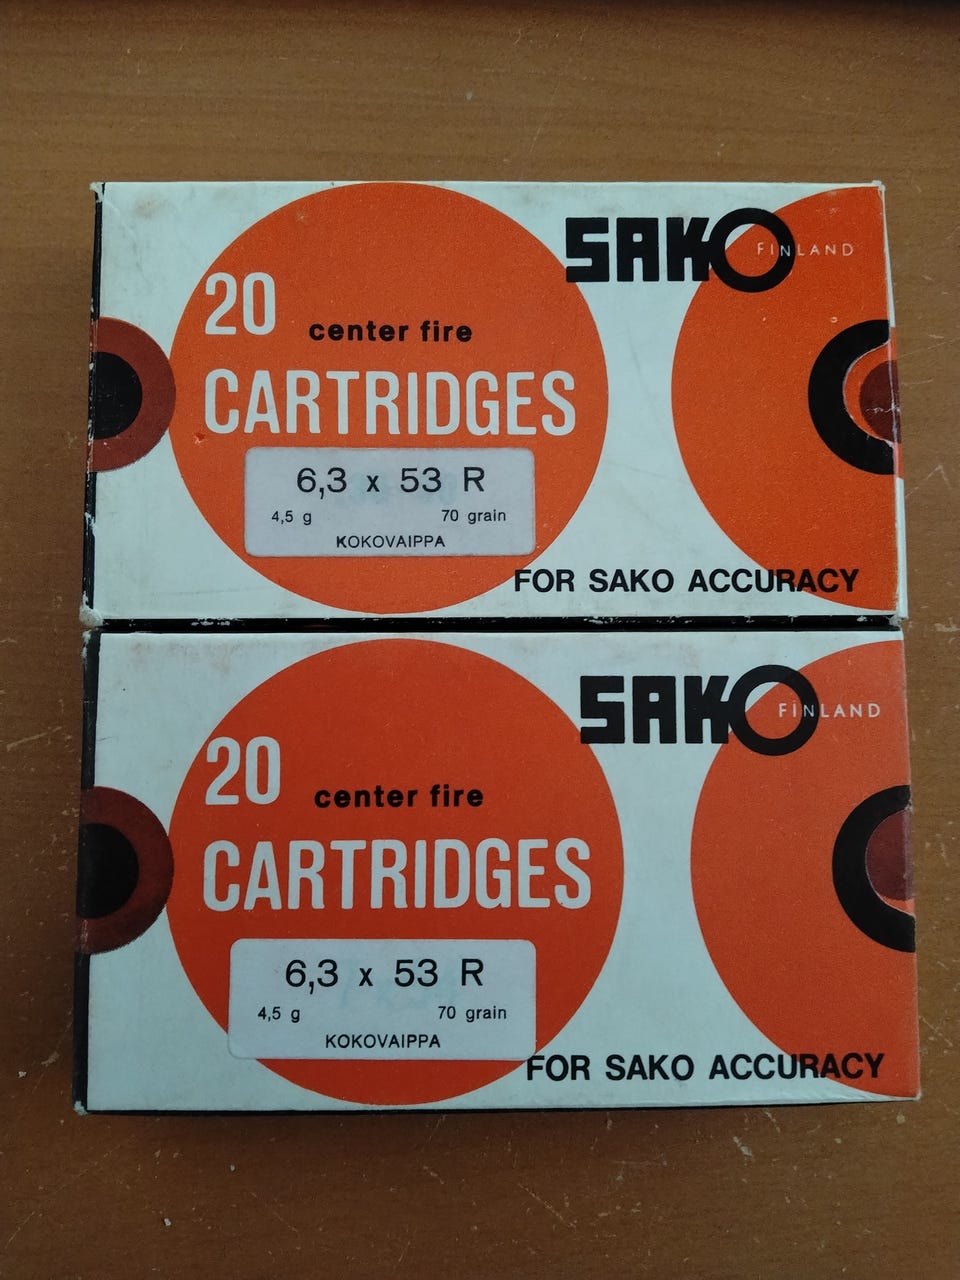 SAKO FINLAND
20
center fire
CARTRIDGES
6,3 x 53 R
4,5 g 70 grain
KOKOVAIPPA
FOR SAKO ACCURACY
SAKO FINLAND
20
center fire
CARTRIDGES
6,3 x 53 R
4,5 g 70 grain
KOKOVAIPPA
FOR SAKO ACCURACY